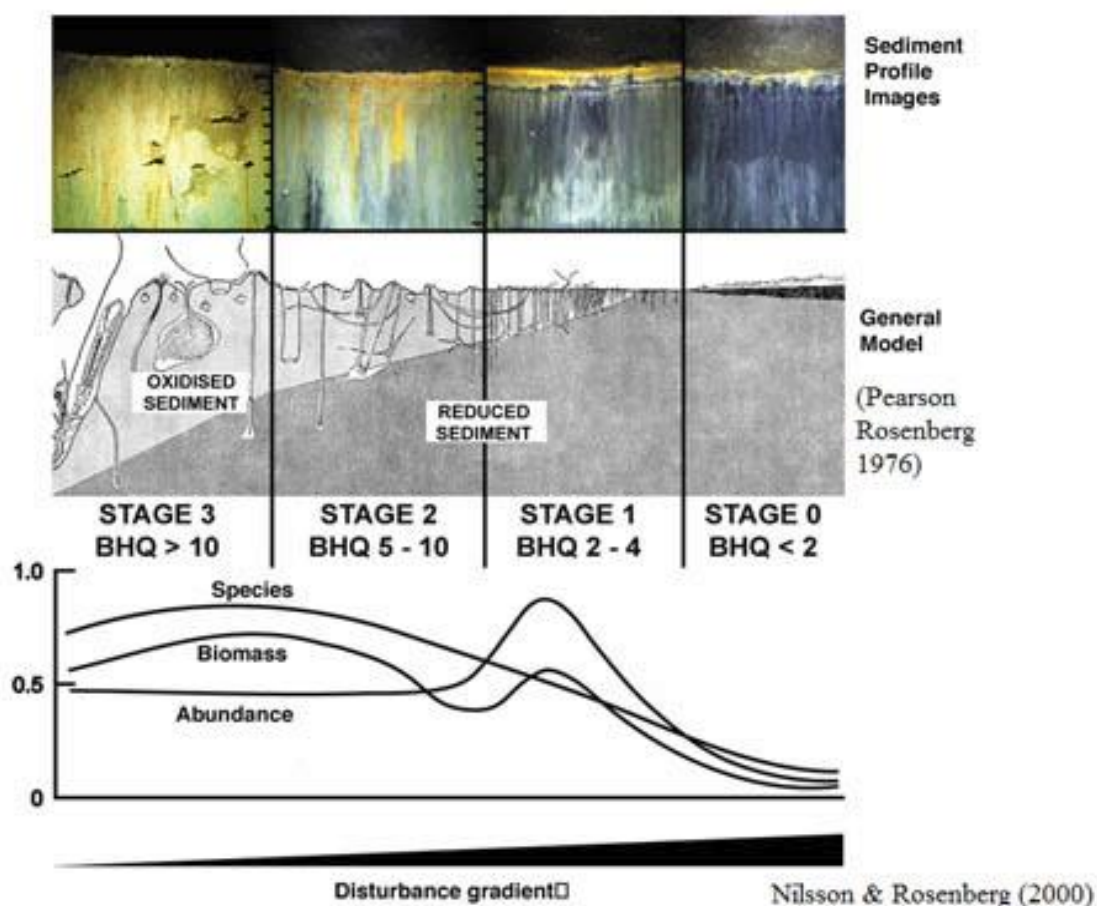 Sediment
Profile
Images
OXIDISED
SEDIMENT
REDUCED
SEDIMENT
General
Model
(Pearson
Rosenberg
1976)
STAGE 3
BHQ > 10
STAGE 2
BHQ 5 - 10
STAGE 1
BHQ 2 - 4
STAGE 0
BHQ < 2
1.0
0.5
0
Species
Biomass
Abundance
Disturbance gradient□
Nilsson & Rosenberg (2000)